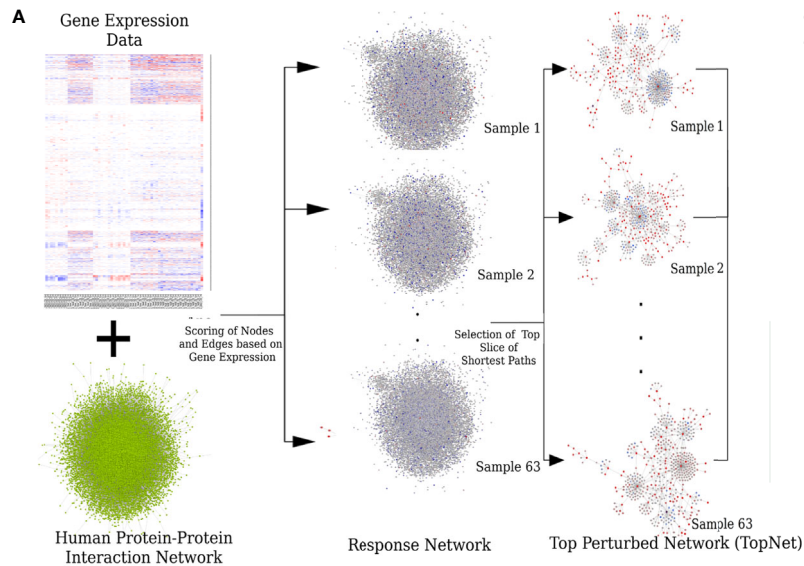 A
Gene Expression
Data
Sample 1
Sample 1
Sample 2
Sample 2
Scoring of Nodes
and Edges based on
Gene Expression
Selection of Top
Slice of
Shortest Paths
Sample 63
Sample 63
Human Protein-Protein
Interaction Network
Response Network
Top Perturbed Network (TopNet)